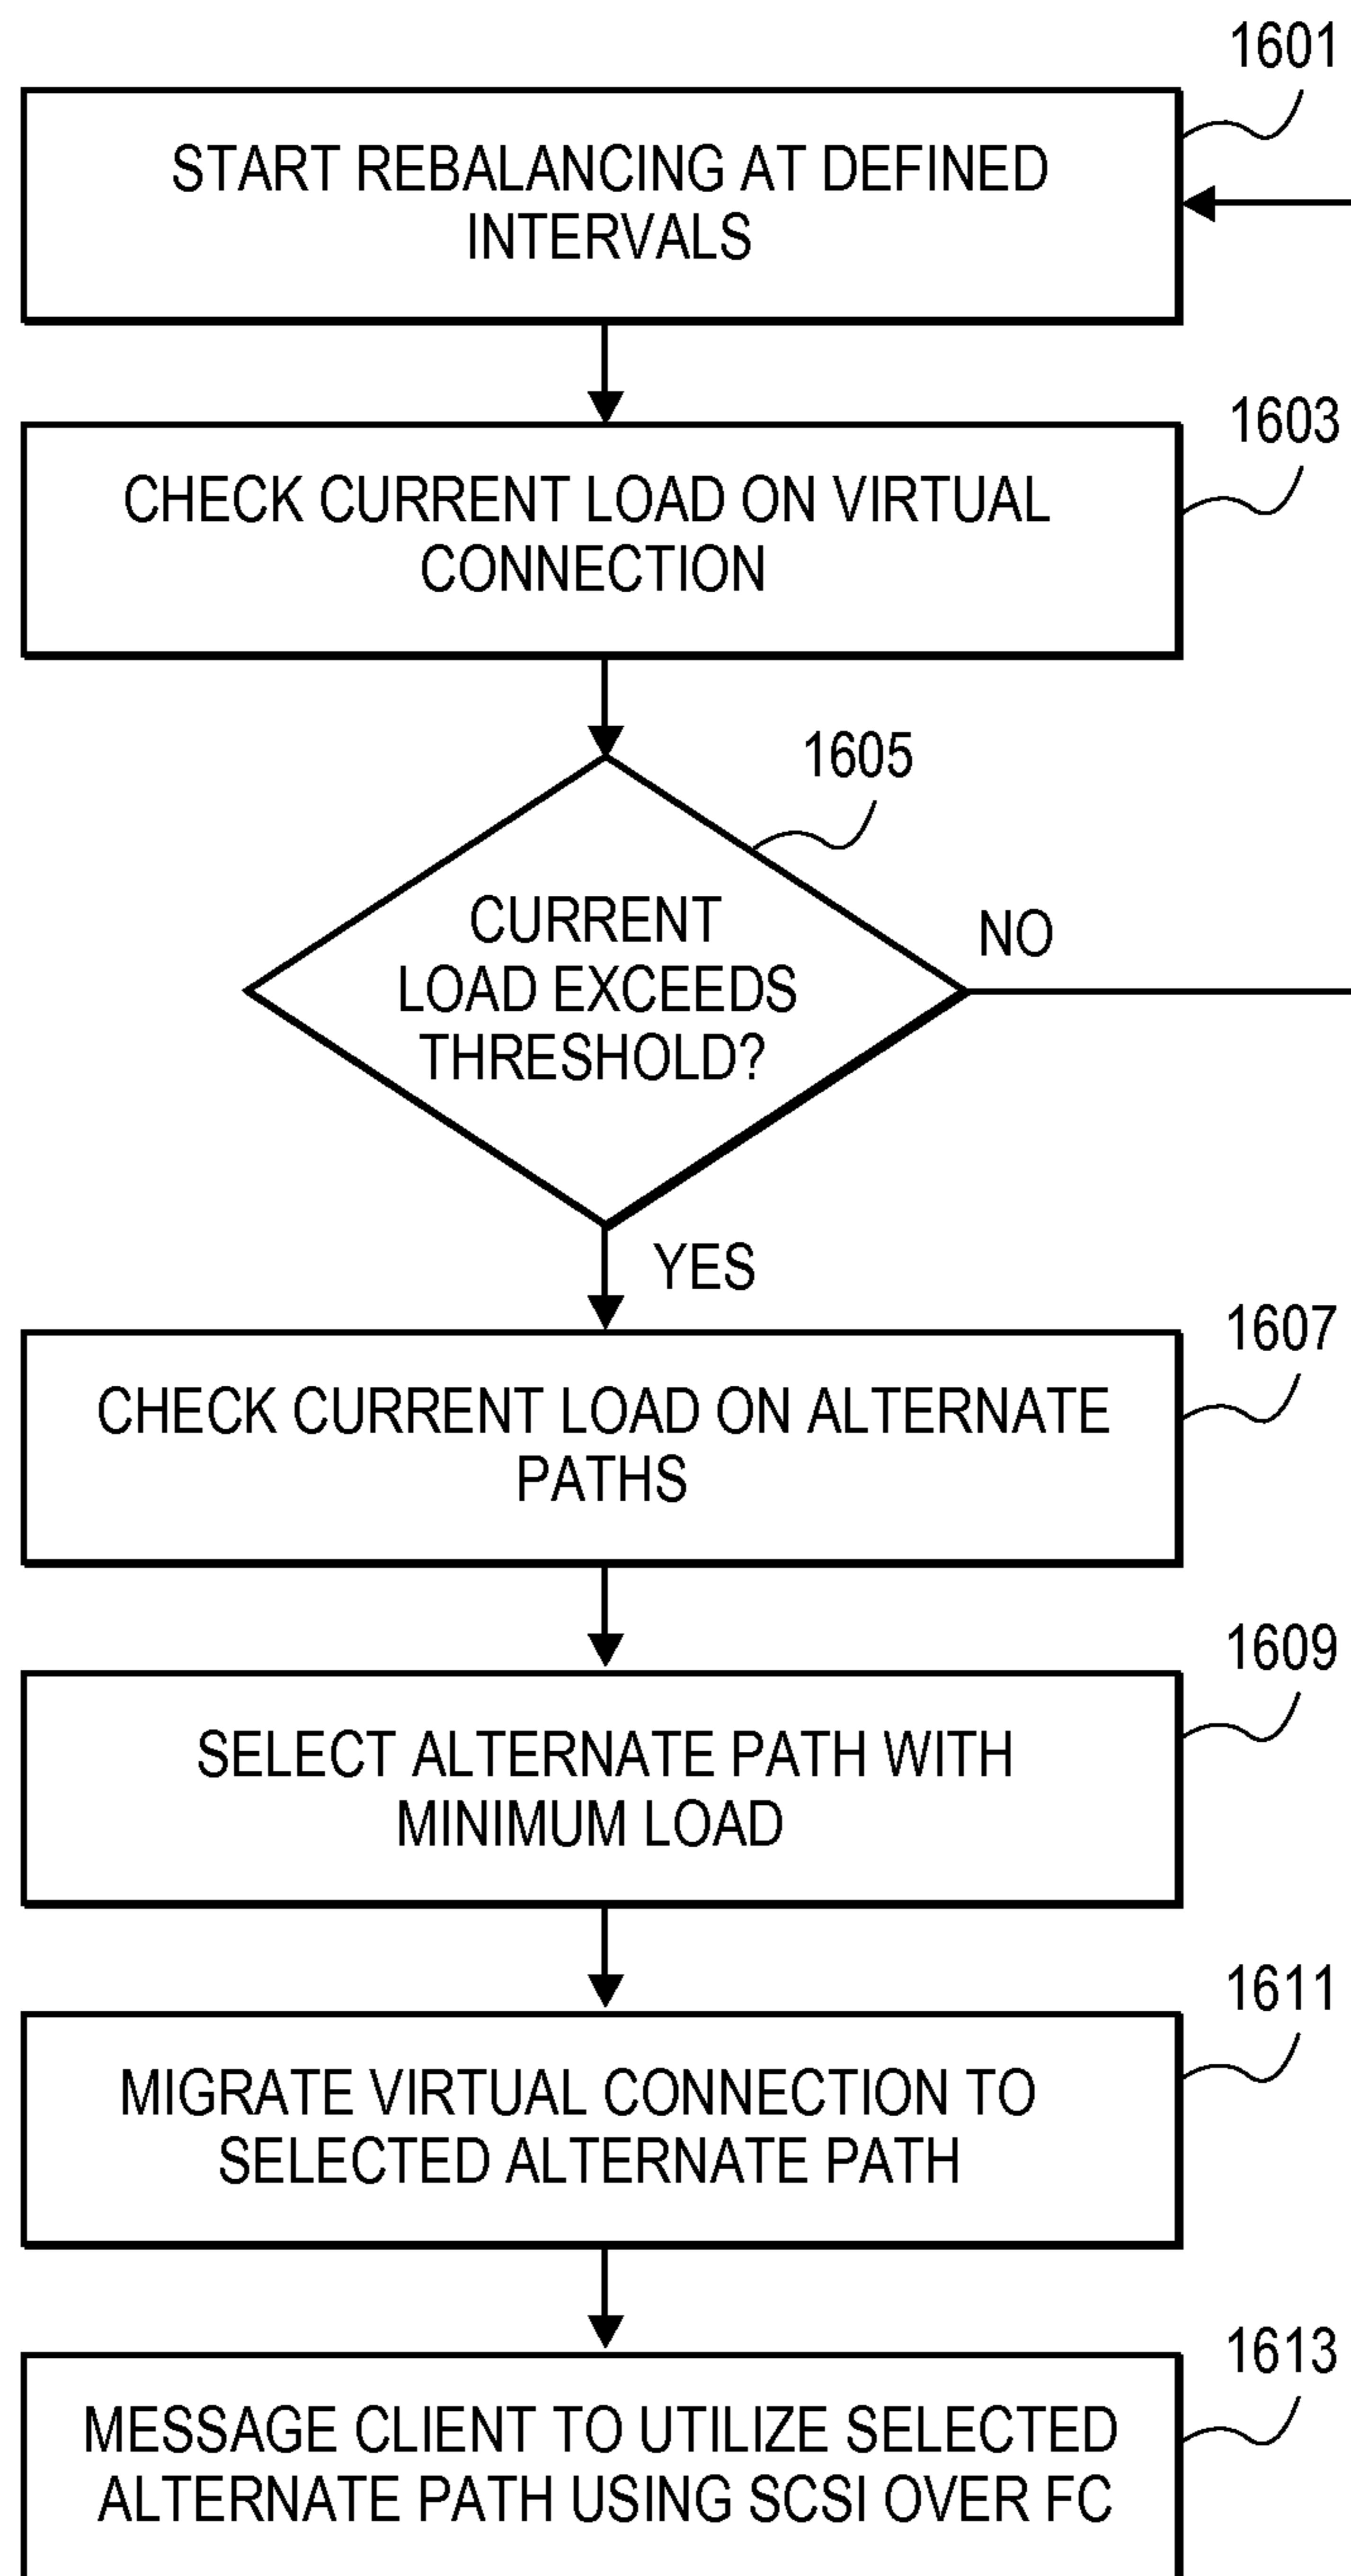 1601
START REBALANCING AT DEFINED
INTERVALS
1603
CHECK CURRENT LOAD ON VIRTUAL
CONNECTION
1605
CURRENT
LOAD EXCEEDS
THRESHOLD?
NO
YES
1607
CHECK CURRENT LOAD ON ALTERNATE
PATHS
1609
SELECT ALTERNATE PATH WITH
MINIMUM LOAD
1611
MIGRATE VIRTUAL CONNECTION TO
SELECTED ALTERNATE PATH
1613
MESSAGE CLIENT TO UTILIZE SELECTED
ALTERNATE PATH USING SCSI OVER FC